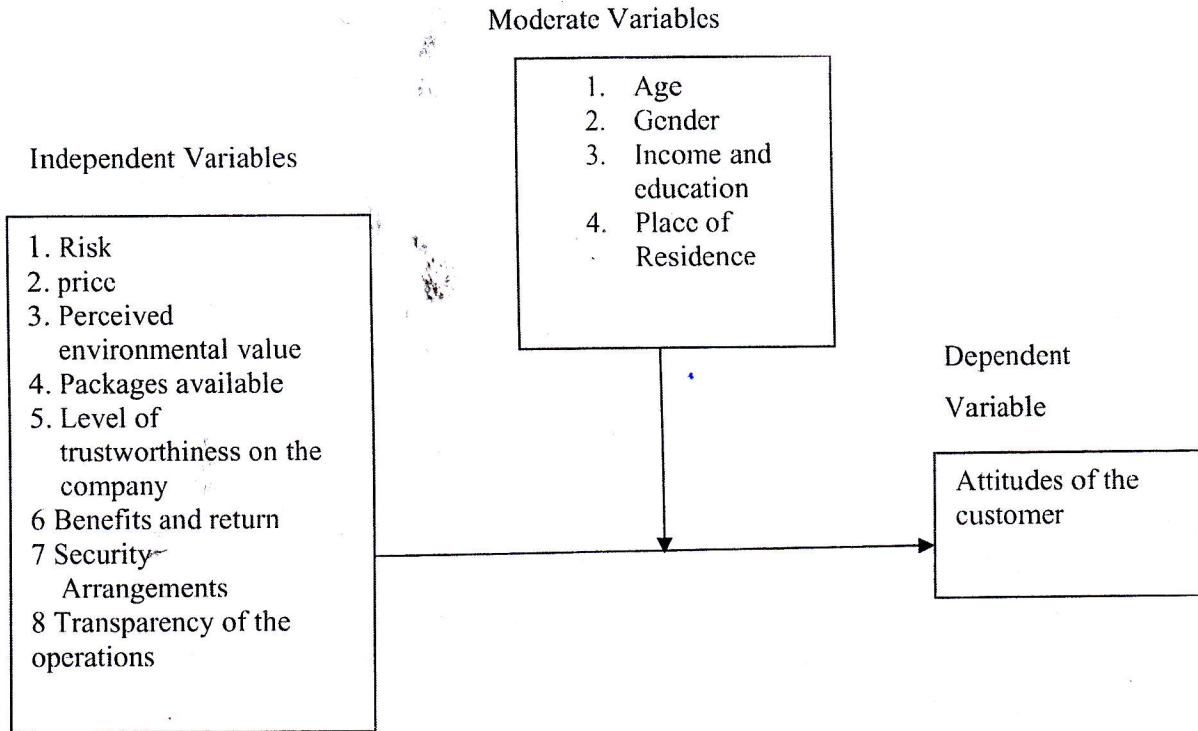 Moderate Variables
1. Age
2. Gender
3. Income and
education
4. Place of
Residence
Independent Variables
1. Risk
2. price
3. Perceived
environmental value
4. Packages available
5. Level of
trustworthiness on the
company
6 Benefits and return
7 Security
Arrangements
8 Transparency of the
operations
Dependent
Variable
Attitudes of the
customer